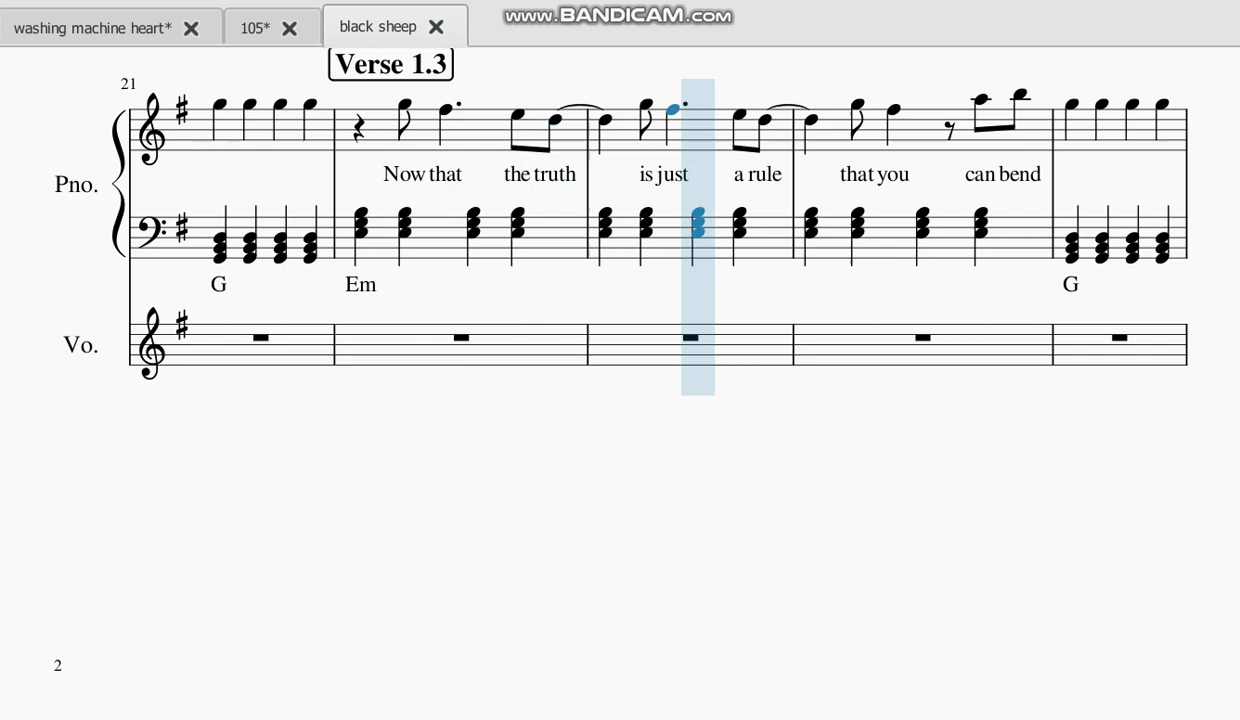 www.BANDICAM.com
washing machine heart* 105* black sheep
Verse 1.3
21
Pno.
Now that the truth is just a rule that you can bend
G Em G
Vo.
2